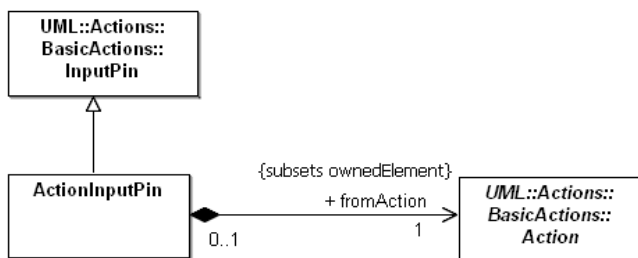 UML::Actions::
BasicActions::
InputPin
ActionInputPin
{subsets ownedElement}
+ fromAction
0..1
1
UML::Actions::
BasicActions::
Action